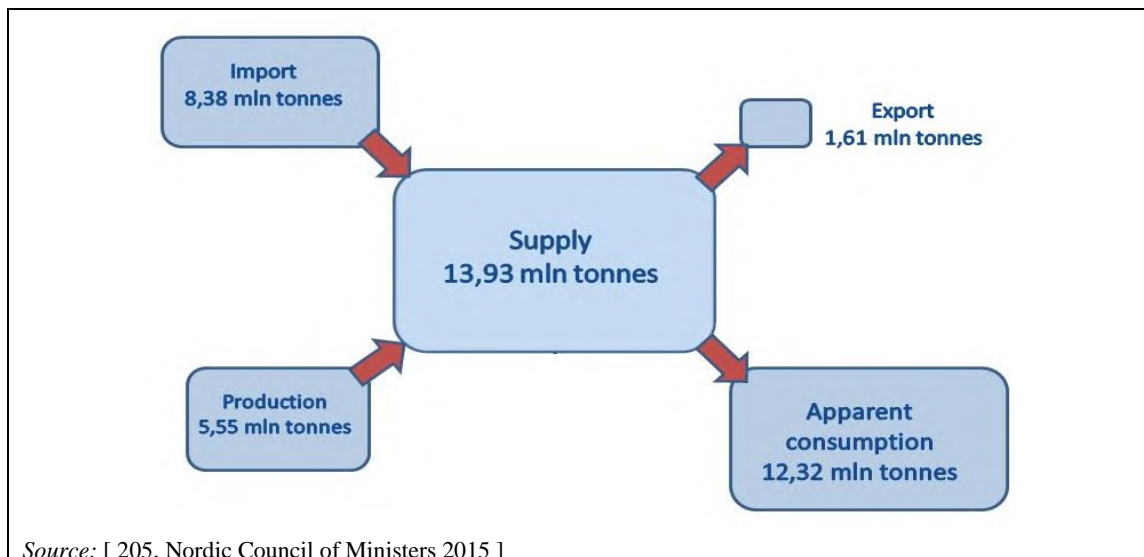 Import
8,38 mln tonnes
Export
1,61 mln tonnes
Supply
13,93 mln tonnes
Production
5,55 mln tonnes
Apparent
consumption
12,32 mln tonnes
Source: [ 205, Nordic Council of Ministers 2015 ]